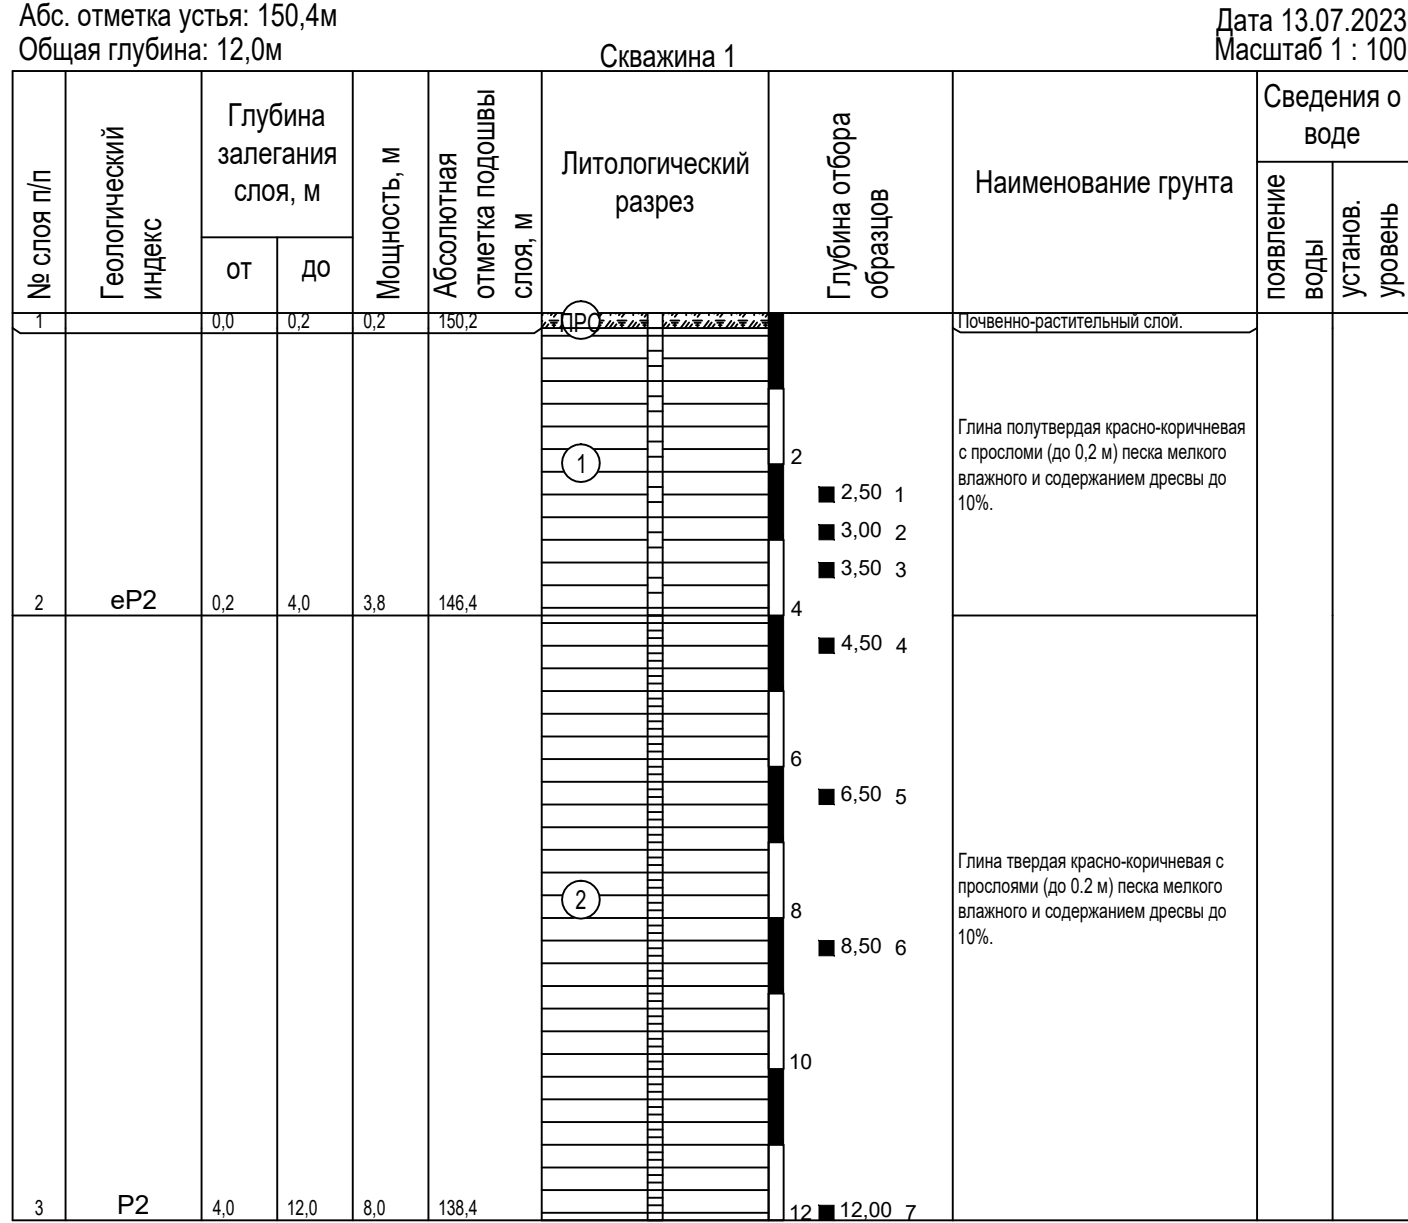 Абс. отметка устья: 150,4м
Общая глубина: 12,0м
Скважина 1
Дата 13.07.2023
Масштаб 1 : 100
№ слоя п/п
Геологический
индекс
Глубина
залегания
слоя, м
от
до
Мощность, м
Абсолютная
отметка подошвы
слоя, м
Литологический
разрез
Глубина отбора
образцов
Наименование грунта
Сведения о
воде
появление
воды
установ.
уровень
1 0,0 0,2 0,2 150,2 ПРС Почвенно-растительный слой.
Глина полутвердая красно-коричневая
с просломи (до 0,2 м) песка мелкого
влажного и содержанием дресвы до
10%.
1
2
2,50 1
3,00 2
3,50 3
2 eP2 0,2 4,0 3,8 146,4 4
4,50 4
6
6,50 5
Глина твердая красно-коричневая с
прослоями (до 0.2 м) песка мелкого
влажного и содержанием дресвы до
10%.
2
8
8,50 6
10
3 P2 4,0 12,0 8,0 138,4 12 12,00 7